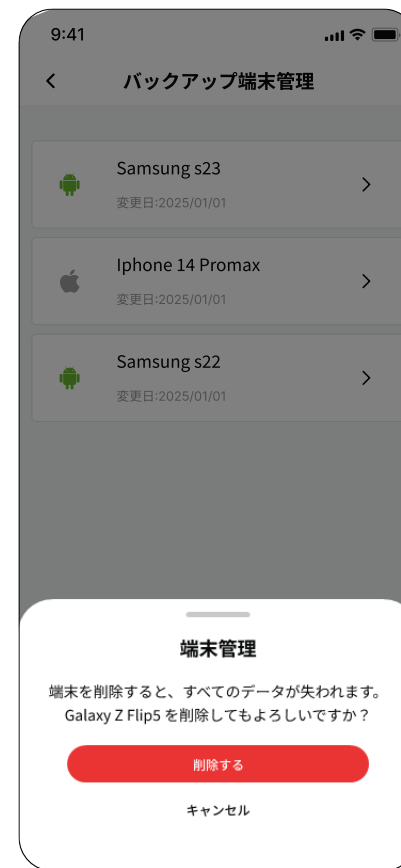 9:41
バックアップ端末管理
Samsung s23
変更日:2025/01/01
Iphone 14 Promax
変更日:2025/01/01
Samsung s22
変更日:2025/01/01
端末管理
端末を削除すると、すべてのデータが失われます。
Galaxy Z Flip5 を削除してもよろしいですか？
削除する
キャンセル